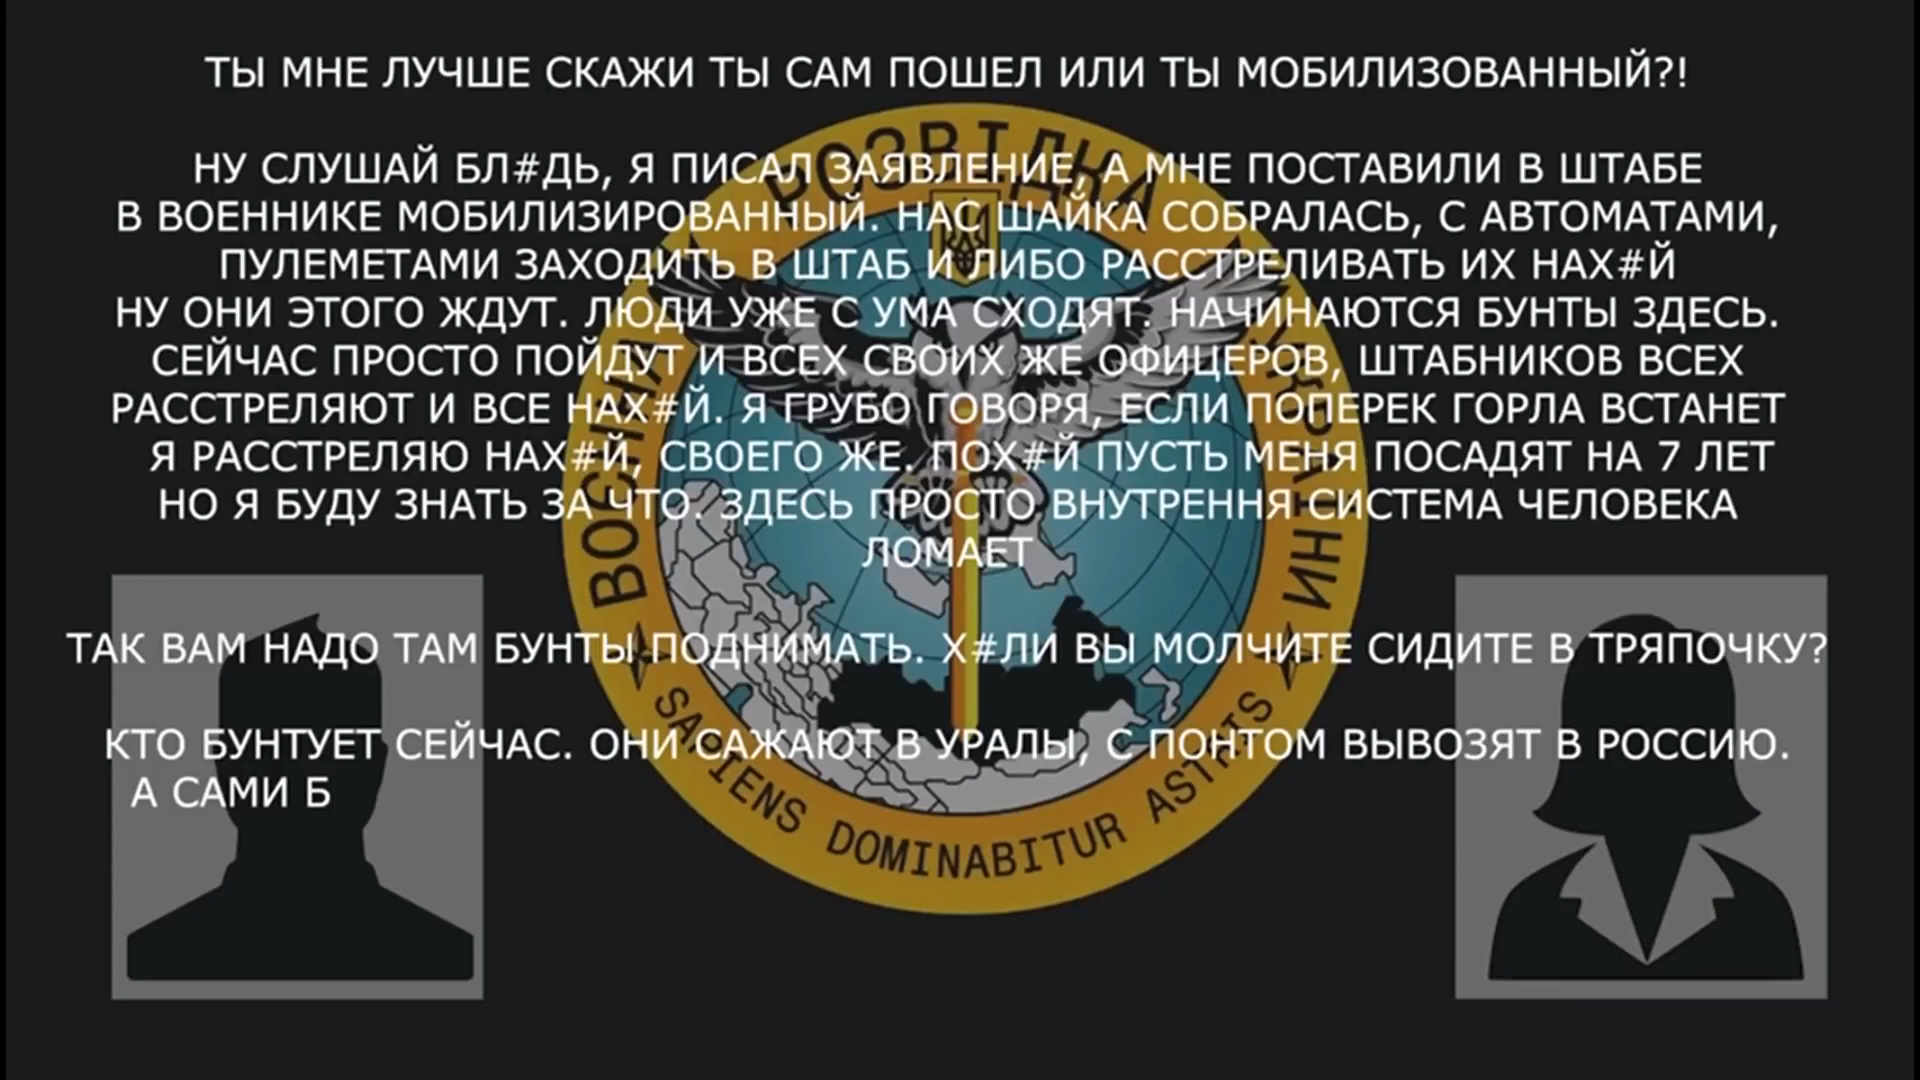 ТЫ МНЕ ЛУЧШЕ СКАЖИ ТЫ САМ ПОШЕЛ ИЛИ ТЫ МОБИЛИЗОВАННЫЙ?!
НУ СЛУШАЙ БЛ#ДЬ, Я ПИСАЛ ЗАЯВЛЕНИЕ, А МНЕ ПОСТАВИЛИ В ШТАБЕ
В ВОЕННИКЕ МОБИЛИЗИРОВАННЫЙ. НАС ШАЙКА СОБРАЛАСЬ, С АВТОМАТАМИ,
ПУЛЕМЕТАМИ ЗАХОДИТЬ В ШТАБ И ЛИБО РАССТРЕЛИВАТЬ ИХ НАХ#Й
НУ ОНИ ЭТОГО ЖДУТ. ЛЮДИ УЖЕ С УМА СХОДЯТ. НАЧИНАЮТСЯ БУНТЫ ЗДЕСЬ.
СЕЙЧАС ПРОСТО ПОЙДУТ И ВСЕХ СВОИХ ЖЕ ОФИЦЕРОВ, ШТАБНИКОВ ВСЕХ
РАССТРЕЛЯЮТ И ВСЕ НАХ#Й. Я ГРУБО ГОВОРЯ, ЕСЛИ ПОПЕРЕК ГОРЛА ВСТАНЕТ
Я РАССТРЕЛЯЮ НАХ#Й, СВОЕГО ЖЕ. ПОХ#Й ПУСТЬ МЕНЯ ПОСАДЯТ НА 7 ЛЕТ
НО Я БУДУ ЗНАТЬ ЗА ЧТО. ЗДЕСЬ ПРОСТО ВНУТРЕННЯ СИСТЕМА ЧЕЛОВЕКА
ЛОМАЕТ
ТАК ВАМ НАДО ТАМ БУНТЫ ПОДНИМАТЬ. Х#ЛИ ВЫ МОЛЧИТЕ СИДИТЕ В ТРЯПОЧКУ?
КТО БУНТУЕТ СЕЙЧАС. ОНИ САЖАЮТ В УРАЛЫ, С ПОНТОМ ВЫВОЗЯТ В РОССИЮ.
А САМИ Б
ВОЄННА РОЗВІДКА УКРАЇНИ
SAPIENS DOMINABITUR ASTRIS